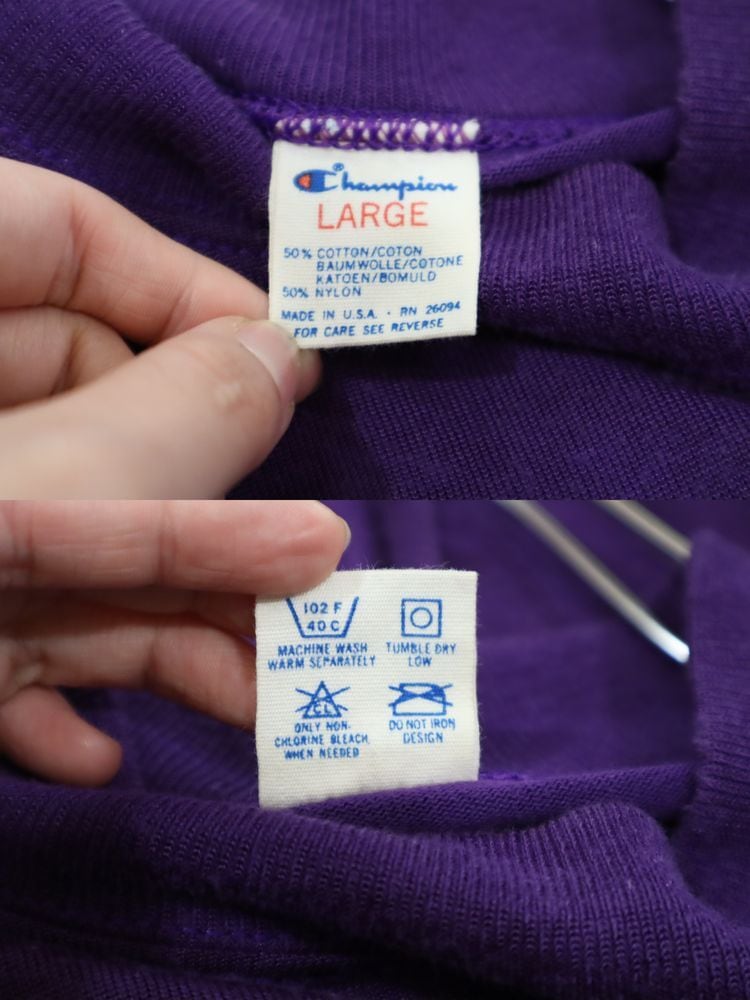 Champion®
LARGE
50% COTTON/COTON
BAUMWOLLE/COTONE
KATOEN/BOMULD
50% NYLON
MADE IN U.S.A. · RN 26094
FOR CARE SEE REVERSE
102 F
40 C
MACHINE WASH
WARM SEPARATELY
TUMBLE DRY
LOW
CL
ONLY NON-
CHLORINE BLEACH
WHEN NEEDED
DO NOT IRON
DESIGN